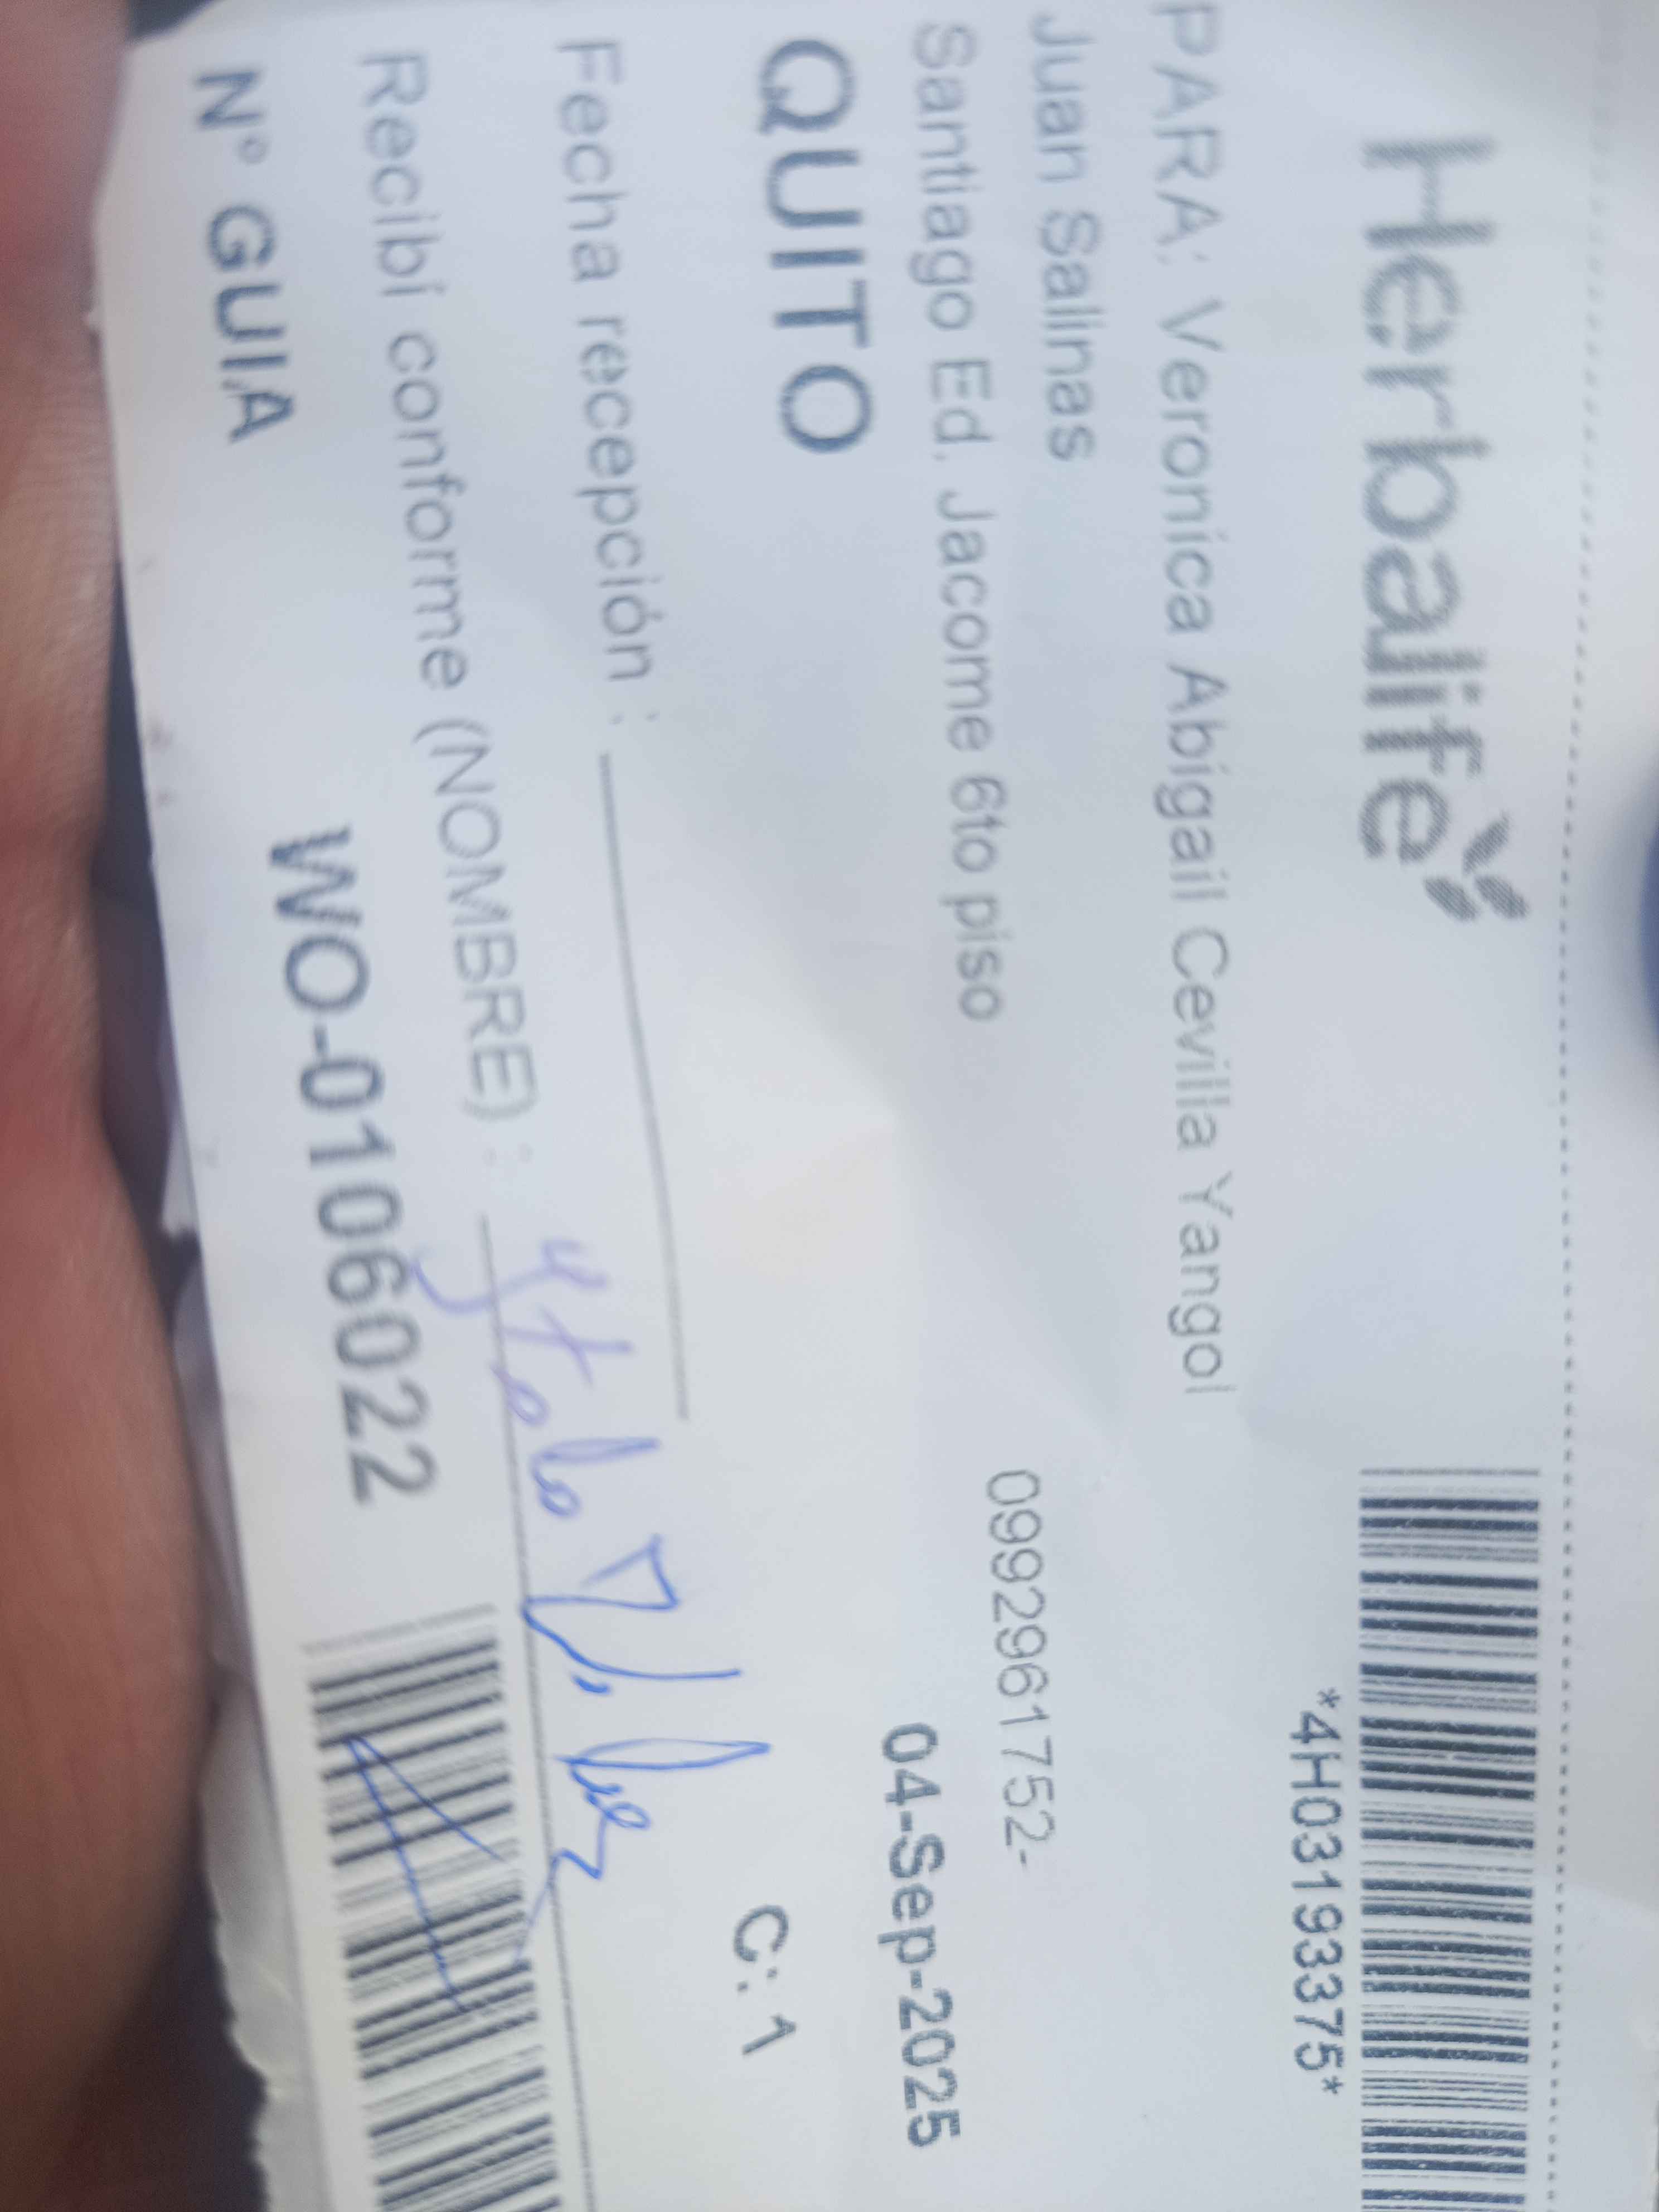 Herbalife
*4H03193375*
PARA: Veronica Abigail Cevilla Yangol
Juan Salinas
0992961752-
Santiago Ed. Jacome 6to piso
04-Sep-2025
QUITO
C: 1
Fecha recepción :
Recibí conforme (NOMBRE) :
N° GUIA WO-0106022